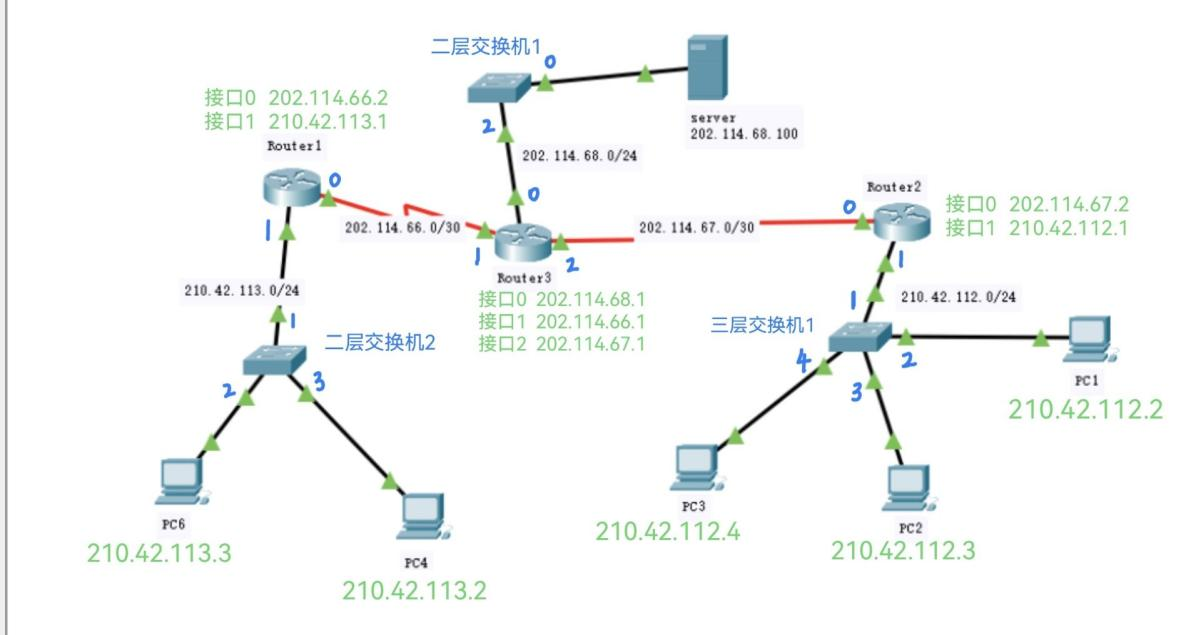 二层交换机1
0
接口0 202.114.66.2
接口1 210.42.113.1
2
server
202.114.68.100
Router1
202.114.68.0/24
0
0
Router2
0
接口0 202.114.67.2
接口1 210.42.112.1
202.114.66.0/30
202.114.67.0/30
1
1
2
1
Router3
210.42.113.0/24
接口0 202.114.68.1
接口1 202.114.66.1
接口2 202.114.67.1
1
210.42.112.0/24
1
二层交换机2
三层交换机1
2
3
4
2
3
PC1
210.42.112.2
PC6
210.42.113.3
PC4
210.42.113.2
PC3
210.42.112.4
PC2
210.42.112.3